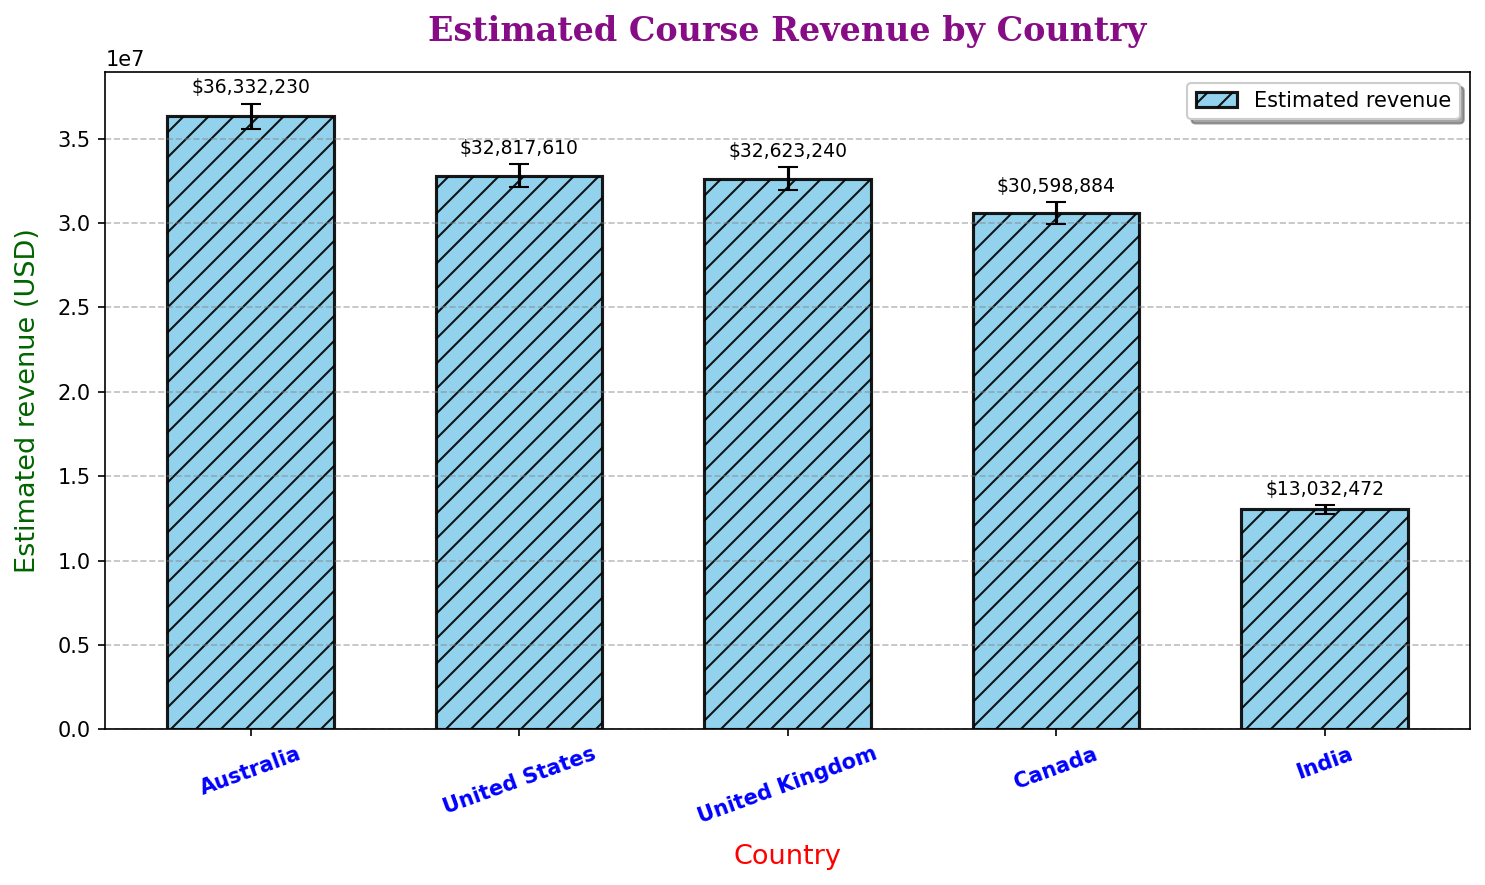 Estimated Course Revenue by Country
1e7
Estimated revenue
$36,332,230
$32,817,610
$32,623,240
$30,598,884
$13,032,472
3.5
3.0
2.5
2.0
1.5
1.0
0.5
0.0
Estimated revenue (USD)
Australia
United States
United Kingdom
Canada
India
Country